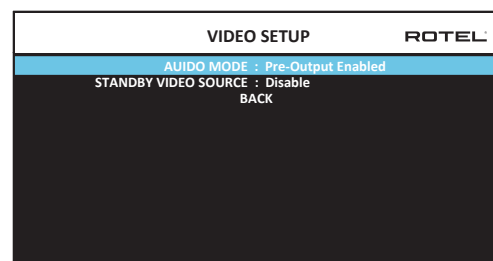 VIDEO SETUP
ROTEL
AUIDO MODE : Pre-Output Enabled
STANDBY VIDEO SOURCE : Disable
BACK